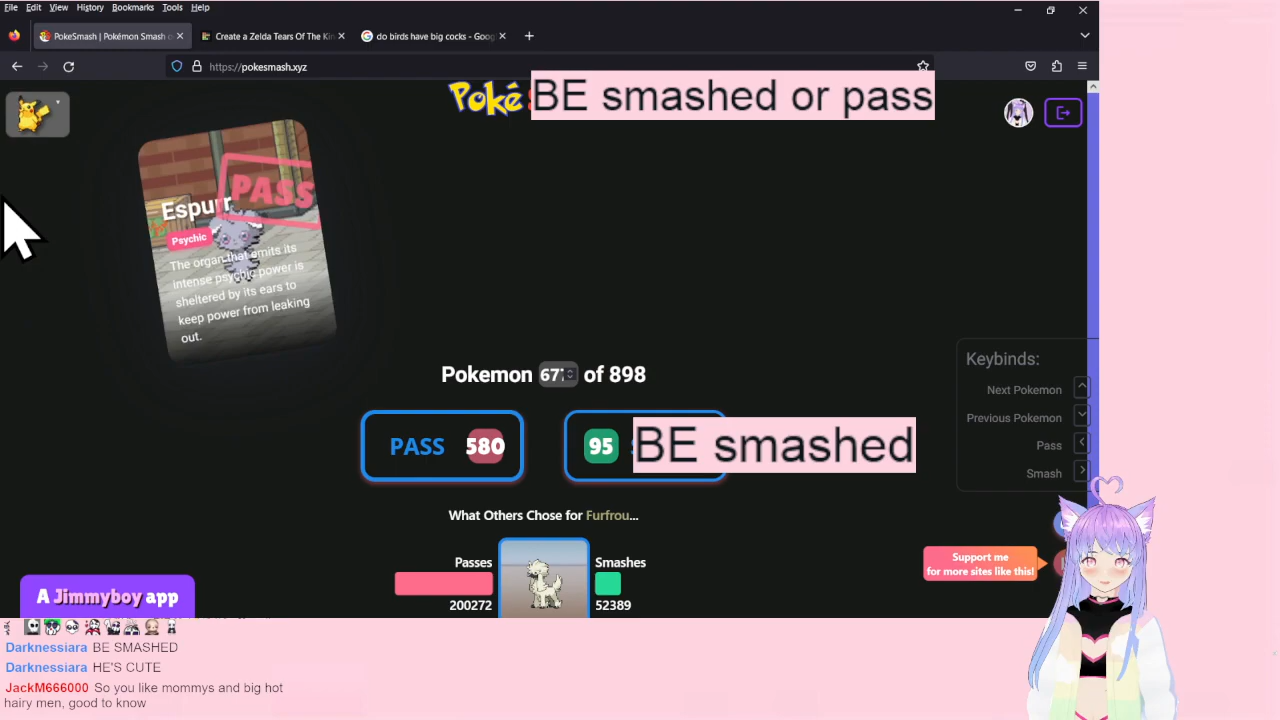 File Edit View History Bookmarks Tools Help
PokeSmash | Pokémon Smash o
Create a Zelda Tears Of The Kin
do birds have big cocks - Goog
https://pokesmash.xyz
Poké
BE smashed or pass
PASS
Espurr
Psychic
The organ that emits its
intense psychic power is
sheltered by its ears to
keep power from leaking
out.
Pokemon 677 of 898
PASS 580
95
BE smashed
Keybinds:
Next Pokemon
Previous Pokemon
Pass
Smash
What Others Chose for Furfrou...
Passes
200272
Smashes
52389
Support me
for more sites like this!
A Jimmyboy app
Darknessiara BE SMASHED
Darknessiara HE'S CUTE
JackM666000 So you like mommys and big hot
hairy men, good to know